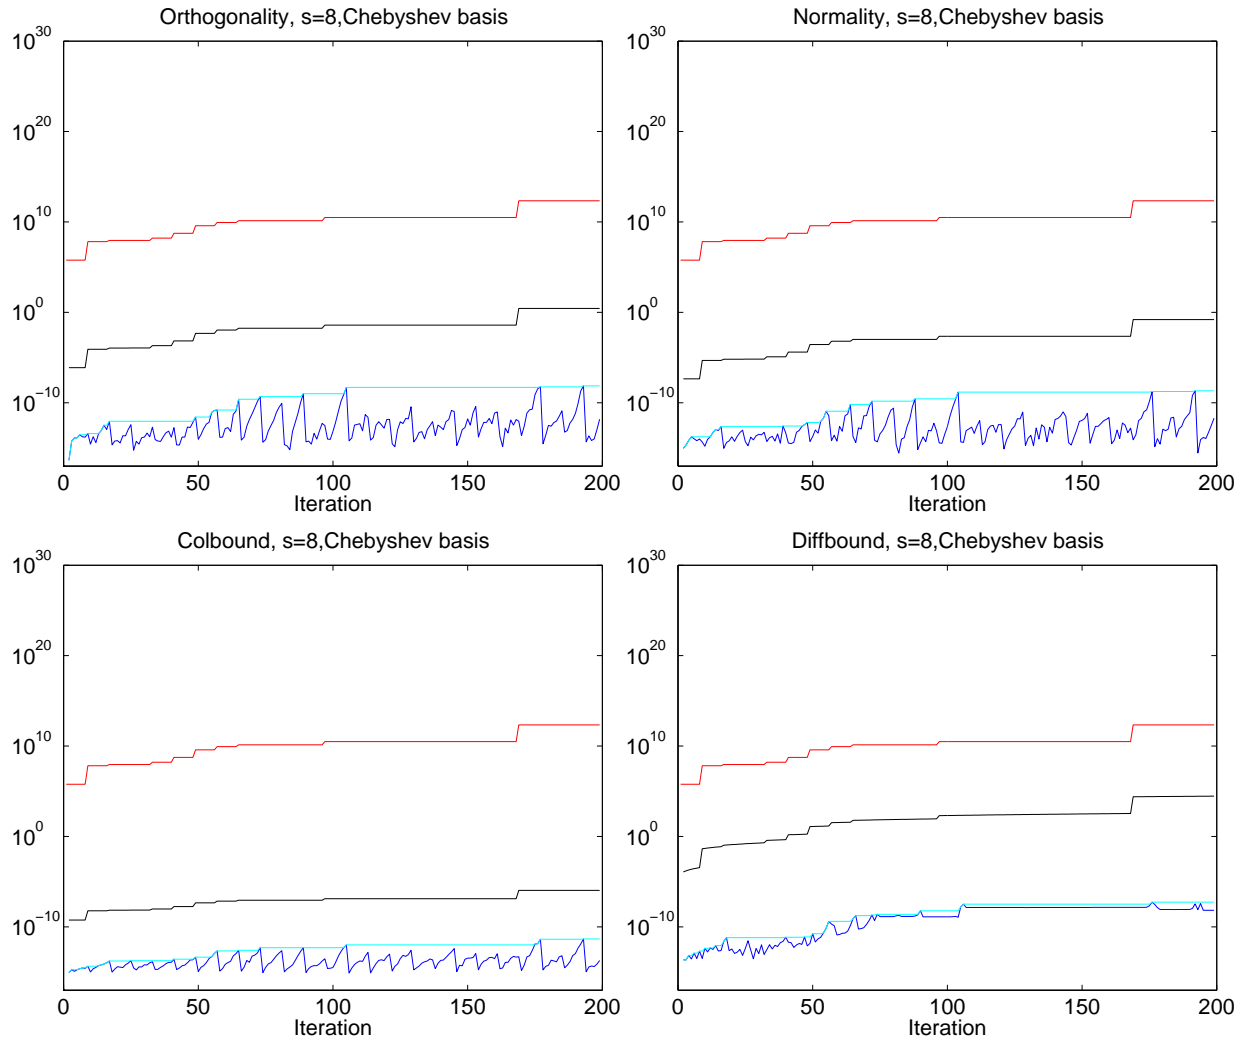 Orthogonality, s=8,Chebyshev basis
10^30
10^20
10^10
10^0
10^−10
0 50 100 150 200
Iteration
Normality, s=8,Chebyshev basis
10^30
10^20
10^10
10^0
10^−10
0 50 100 150 200
Iteration
Colbound, s=8,Chebyshev basis
10^30
10^20
10^10
10^0
10^−10
0 50 100 150 200
Iteration
Diffbound, s=8,Chebyshev basis
10^30
10^20
10^10
10^0
10^−10
0 50 100 150 200
Iteration